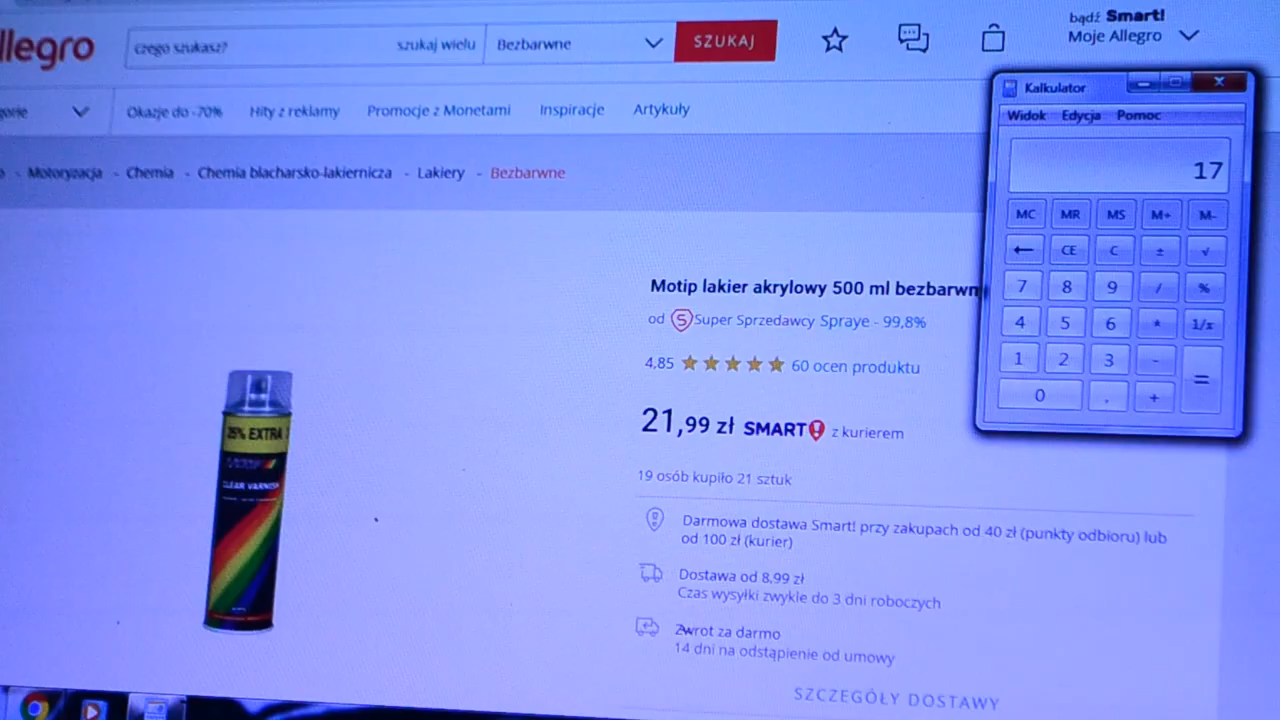 bądź Smart!
llegro czego szukasz? szukaj wielu Bezbarwne SZUKAJ Moje Allegro
gorie Okazje do -70% Hity z reklamy Promocje z Monetami Inspiracje Artykuły
Motoryzacja - Chemia - Chemia blacharsko-lakiernicza - Lakiery - Bezbarwne
Kalkulator
Widok Edycja Pomoc
17
MC MR MS M+ M-
← CE C ± √
7 8 9 / %
4 5 6 * 1/x
1 2 3 - =
0 , +
Motip lakier akrylowy 500 ml bezbarwn
od Super Sprzedawcy Spraye - 99,8%
4,85 60 ocen produktu
21,99 zł SMART! z kurierem
19 osób kupiło 21 sztuk
Darmowa dostawa Smart! przy zakupach od 40 zł (punkty odbioru) lub
od 100 zł (kurier)
Dostawa od 8,99 zł
Czas wysyłki zwykle do 3 dni roboczych
Zwrot za darmo
14 dni na odstąpienie od umowy
SZCZEGÓŁY DOSTAWY
25% EXTRA
CLEAR VARNISH